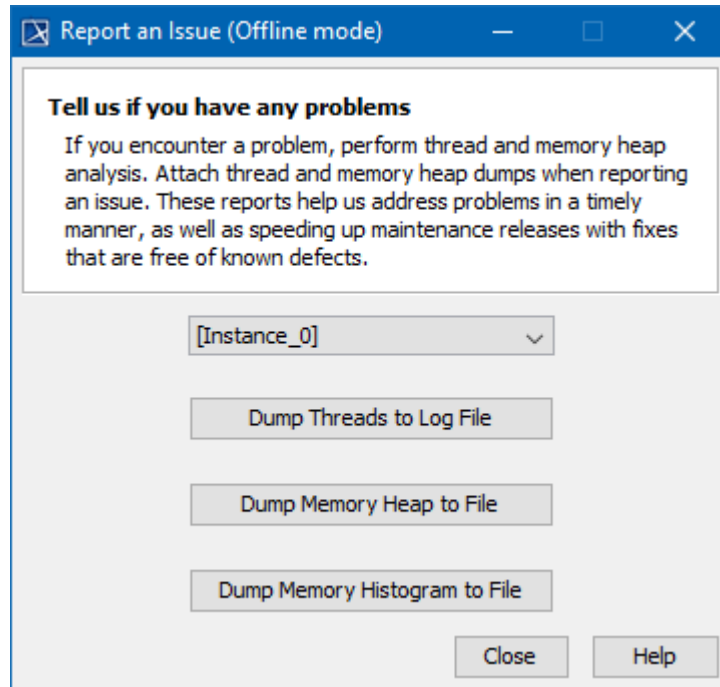 Report an Issue (Offline mode)
Tell us if you have any problems
If you encounter a problem, perform thread and memory heap
analysis. Attach thread and memory heap dumps when reporting
an issue. These reports help us address problems in a timely
manner, as well as speeding up maintenance releases with fixes
that are free of known defects.
[Instance_0]
Dump Threads to Log File
Dump Memory Heap to File
Dump Memory Histogram to File
Close
Help